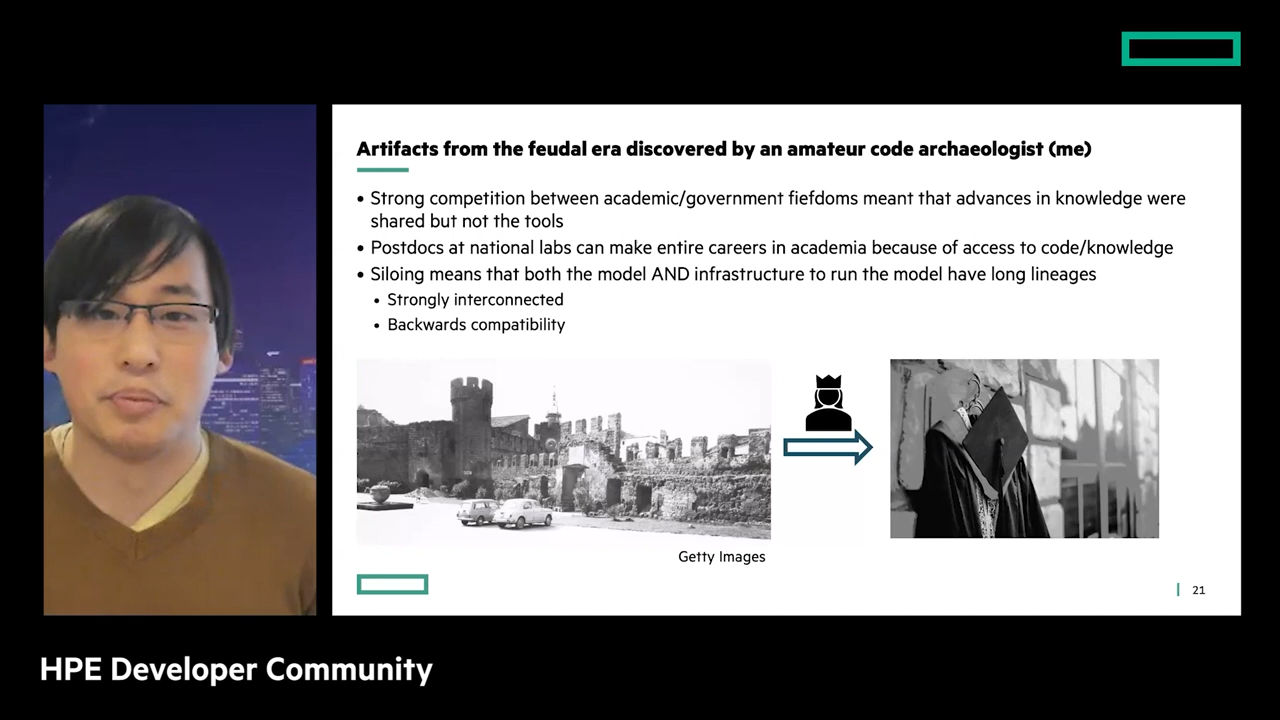 Artifacts from the feudal era discovered by an amateur code archaeologist (me)
• Strong competition between academic/government fiefdoms meant that advances in knowledge were
shared but not the tools
• Postdocs at national labs can make entire careers in academia because of access to code/knowledge
• Siloing means that both the model AND infrastructure to run the model have long lineages
• Strongly interconnected
• Backwards compatibility
Getty Images
21
HPE Developer Community